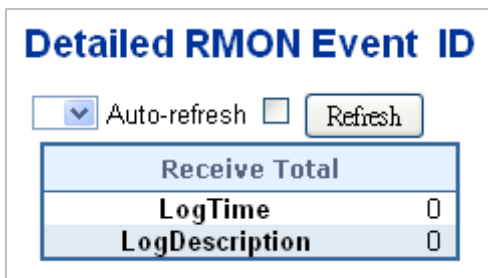 Detailed RMON Event ID
Auto-refresh Refresh
Receive Total
LogTime 0
LogDescription 0